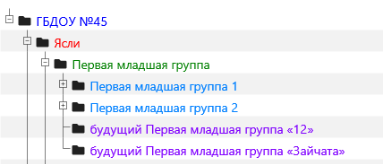 ГБДОУ №45
Ясли
Первая младшая группа
Первая младшая группа 1
Первая младшая группа 2
будущий Первая младшая группа «12»
будущий Первая младшая группа «Зайчата»